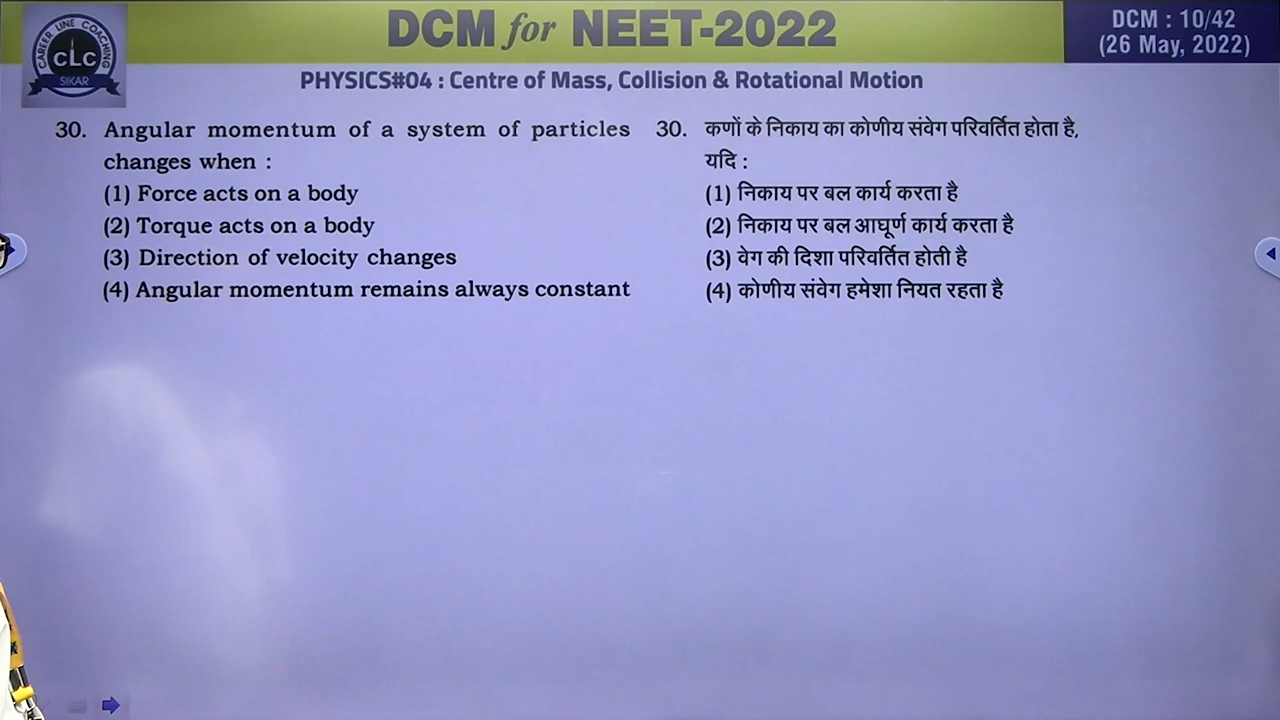 CAREER LINE COACHING
CLC
SIKAR
DCM for NEET-2022
DCM : 10/42
(26 May, 2022)
PHYSICS#04 : Centre of Mass, Collision & Rotational Motion
30. Angular momentum of a system of particles
changes when :
(1) Force acts on a body
(2) Torque acts on a body
(3) Direction of velocity changes
(4) Angular momentum remains always constant
30. कणों के निकाय का कोणीय संवेग परिवर्तित होता है,
यदि :
(1) निकाय पर बल कार्य करता है
(2) निकाय पर बल आघूर्ण कार्य करता है
(3) वेग की दिशा परिवर्तित होती है
(4) कोणीय संवेग हमेशा नियत रहता है